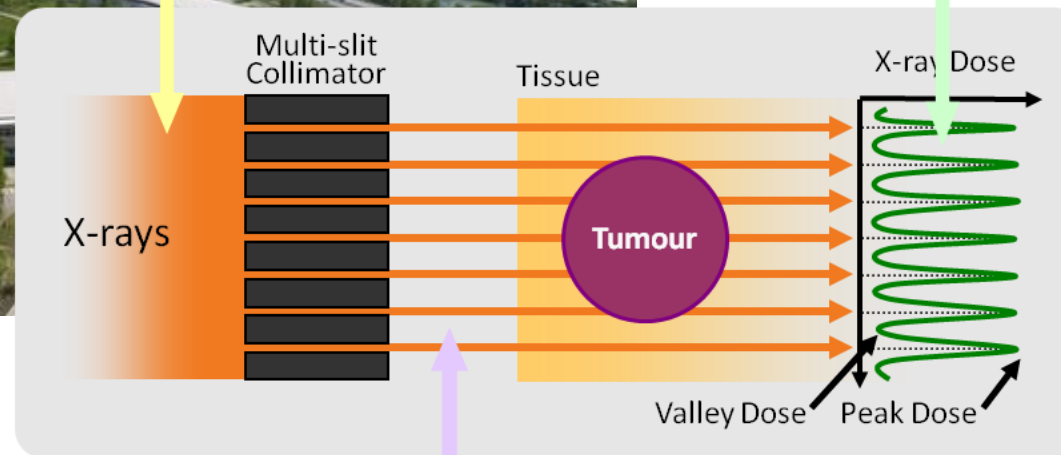 Multi-slit
Collimator
Tissue
X-ray Dose
X-rays
Tumour
Valley Dose
Peak Dose